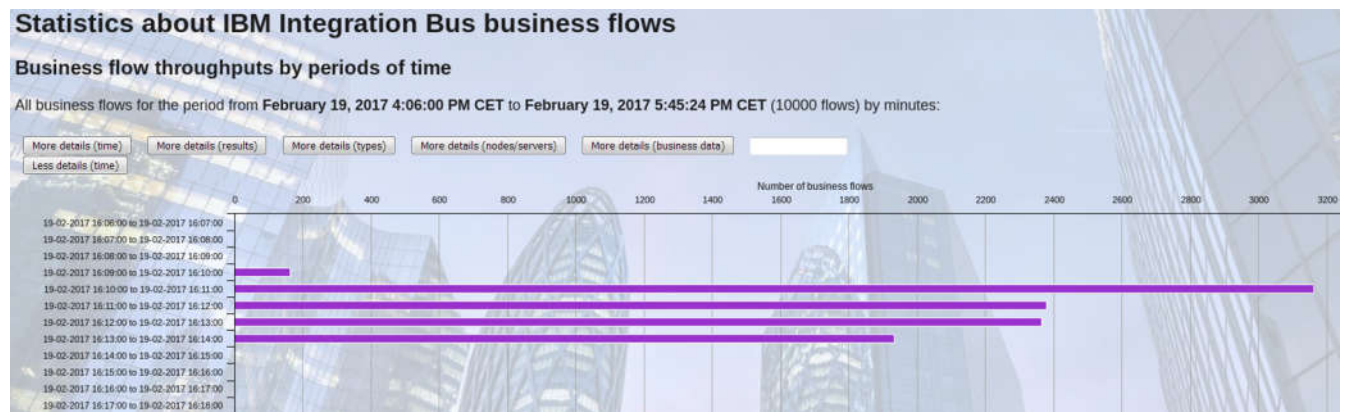 Statistics about IBM Integration Bus business flows
Business flow throughputs by periods of time
All business flows for the period from February 19, 2017 4:06:00 PM CET to February 19, 2017 5:45:24 PM CET (10000 flows) by minutes:
More details (time) More details (results) More details (types) More details (nodes/servers) More details (business data)
Less details (time)
Number of business flows
0 200 400 600 800 1000 1200 1400 1600 1800 2000 2200 2400 2600 2800 3000 3200
19-02-2017 16:06:00 to 19-02-2017 16:07:00
19-02-2017 16:07:00 to 19-02-2017 16:08:00
19-02-2017 16:08:00 to 19-02-2017 16:09:00
19-02-2017 16:09:00 to 19-02-2017 16:10:00
19-02-2017 16:10:00 to 19-02-2017 16:11:00
19-02-2017 16:11:00 to 19-02-2017 16:12:00
19-02-2017 16:12:00 to 19-02-2017 16:13:00
19-02-2017 16:13:00 to 19-02-2017 16:14:00
19-02-2017 16:14:00 to 19-02-2017 16:15:00
19-02-2017 16:15:00 to 19-02-2017 16:16:00
19-02-2017 16:16:00 to 19-02-2017 16:17:00
19-02-2017 16:17:00 to 19-02-2017 16:18:00